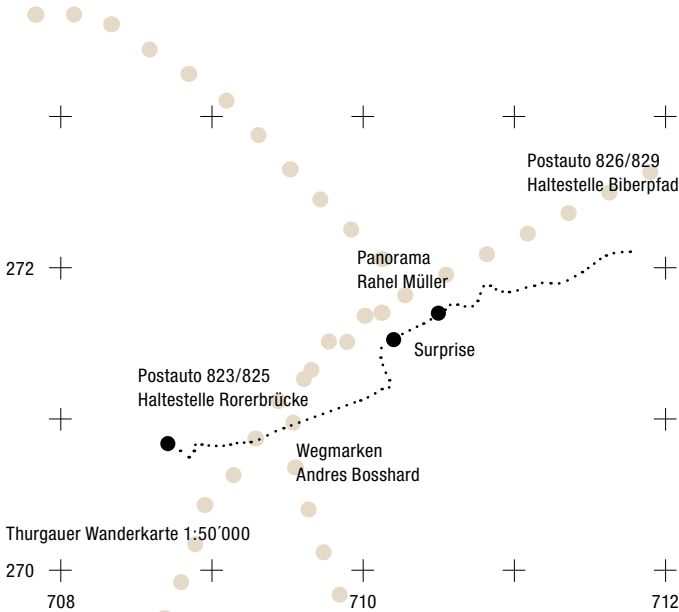 Postauto 826/829
Haltestelle Biberpfad
272
Panorama
Rahel Müller
Surprise
Postauto 823/825
Haltestelle Rorerbrücke
Wegmarken
Andres Bosshard
Thurgauer Wanderkarte 1:50´000
270
708
710
712